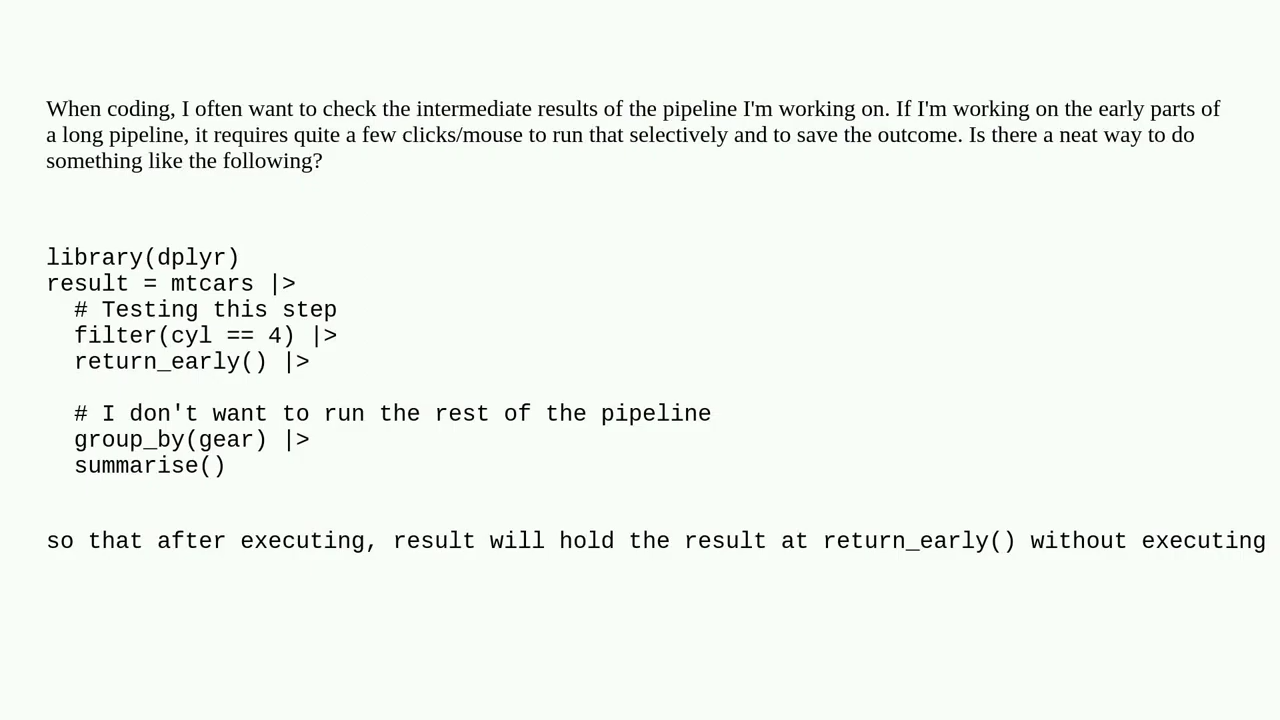 When coding, I often want to check the intermediate results of the pipeline I'm working on. If I'm working on the early parts of
a long pipeline, it requires quite a few clicks/mouse to run that selectively and to save the outcome. Is there a neat way to do
something like the following?
library(dplyr)
result = mtcars |>
  # Testing this step
  filter(cyl == 4) |>
  return_early() |>
  # I don't want to run the rest of the pipeline
  group_by(gear) |>
  summarise()
so that after executing, result will hold the result at return_early() without executing